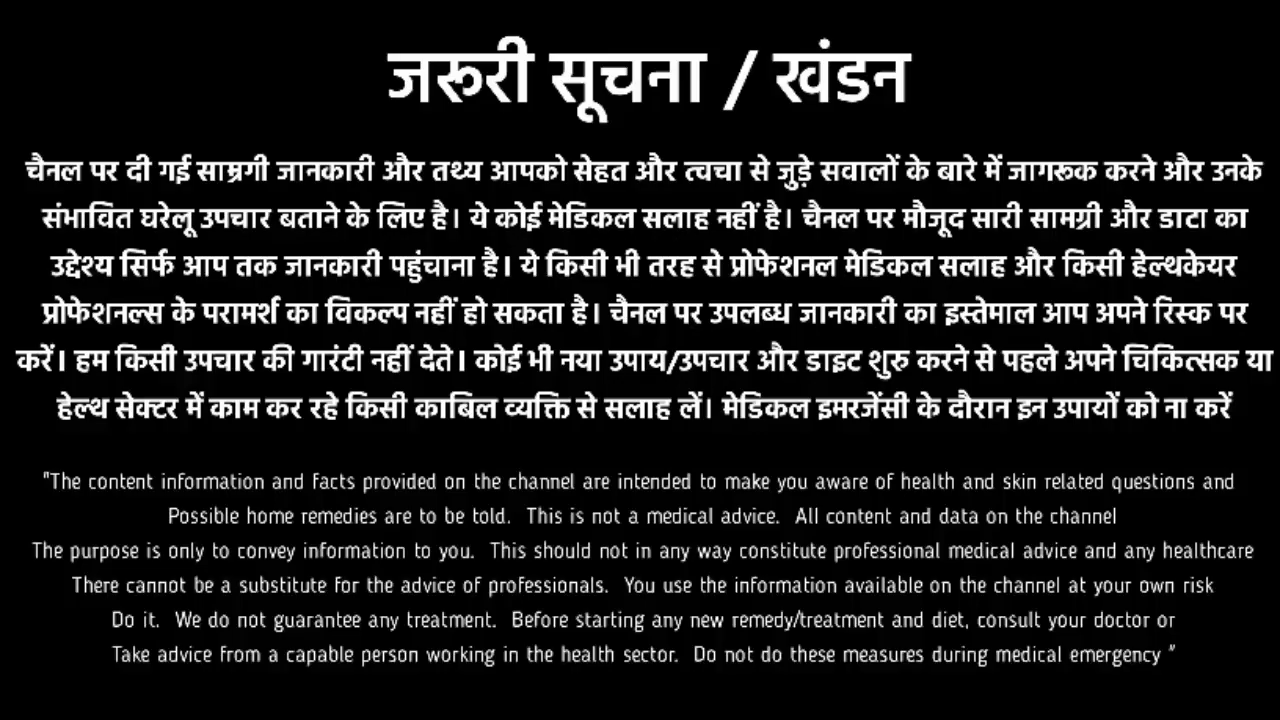 जरूरी सूचना / खंडन
चैनल पर दी गई साम्रगी जानकारी और तथ्य आपको सेहत और त्वचा से जुड़े सवालों के बारे में जागरूक करने और उनके
संभावित घरेलू उपचार बताने के लिए है। ये कोई मेडिकल सलाह नहीं है। चैनल पर मौजूद सारी सामग्री और डाटा का
उद्देश्य सिर्फ आप तक जानकारी पहुंचाना है। ये किसी भी तरह से प्रोफेशनल मेडिकल सलाह और किसी हेल्थकेयर
प्रोफेशनल्स के परामर्श का विकल्प नहीं हो सकता है। चैनल पर उपलब्ध जानकारी का इस्तेमाल आप अपने रिस्क पर
करें। हम किसी उपचार की गारंटी नहीं देते। कोई भी नया उपाय/उपचार और डाइट शुरु करने से पहले अपने चिकित्सक या
हेल्थ सेक्टर में काम कर रहे किसी काबिल व्यक्ति से सलाह लें। मेडिकल इमरजेंसी के दौरान इन उपायों को ना करें
"The content information and facts provided on the channel are intended to make you aware of health and skin related questions and
Possible home remedies are to be told. This is not a medical advice. All content and data on the channel
The purpose is only to convey information to you. This should not in any way constitute professional medical advice and any healthcare
There cannot be a substitute for the advice of professionals. You use the information available on the channel at your own risk
Do it. We do not guarantee any treatment. Before starting any new remedy/treatment and diet, consult your doctor or
Take advice from a capable person working in the health sector. Do not do these measures during medical emergency "